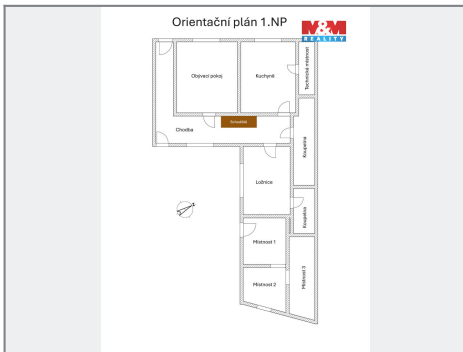 Orientační plán 1.NP
M&M
REALITY
Obývací pokoj
Kuchyně
Technická místnost
Schodiště
Chodba
Koupelna
Ložnice
Koupelna
Místnost 1
Místnost 2
Místnost 3